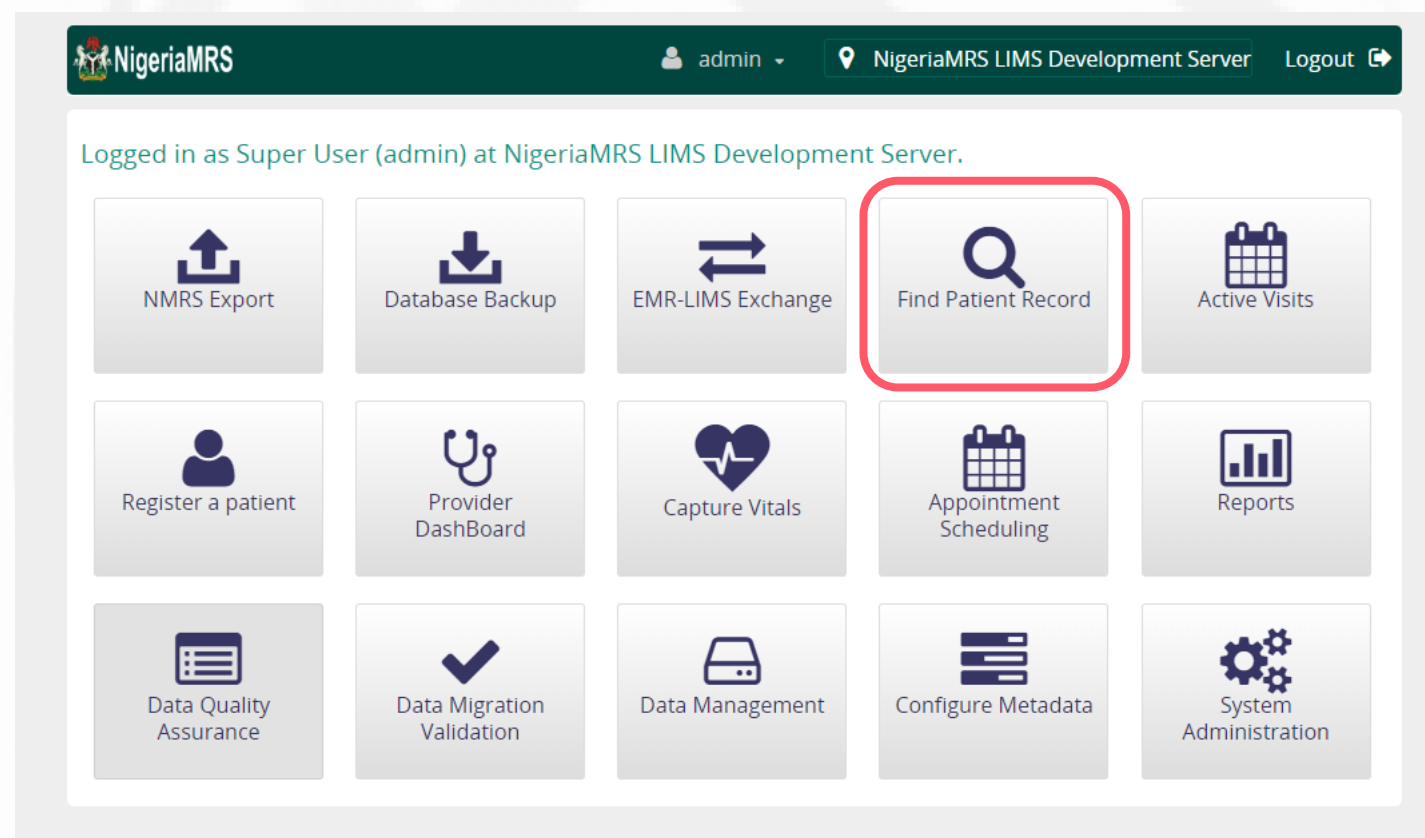 NigeriaMRS
admin
NigeriaMRS LIMS Development Server
Logout
Logged in as Super User (admin) at NigeriaMRS LIMS Development Server.
NMRS Export
Database Backup
EMR-LIMS Exchange
Find Patient Record
Active Visits
Register a patient
Provider
DashBoard
Capture Vitals
Appointment
Scheduling
Reports
Data Quality
Assurance
Data Migration
Validation
Data Management
Configure Metadata
System
Administration